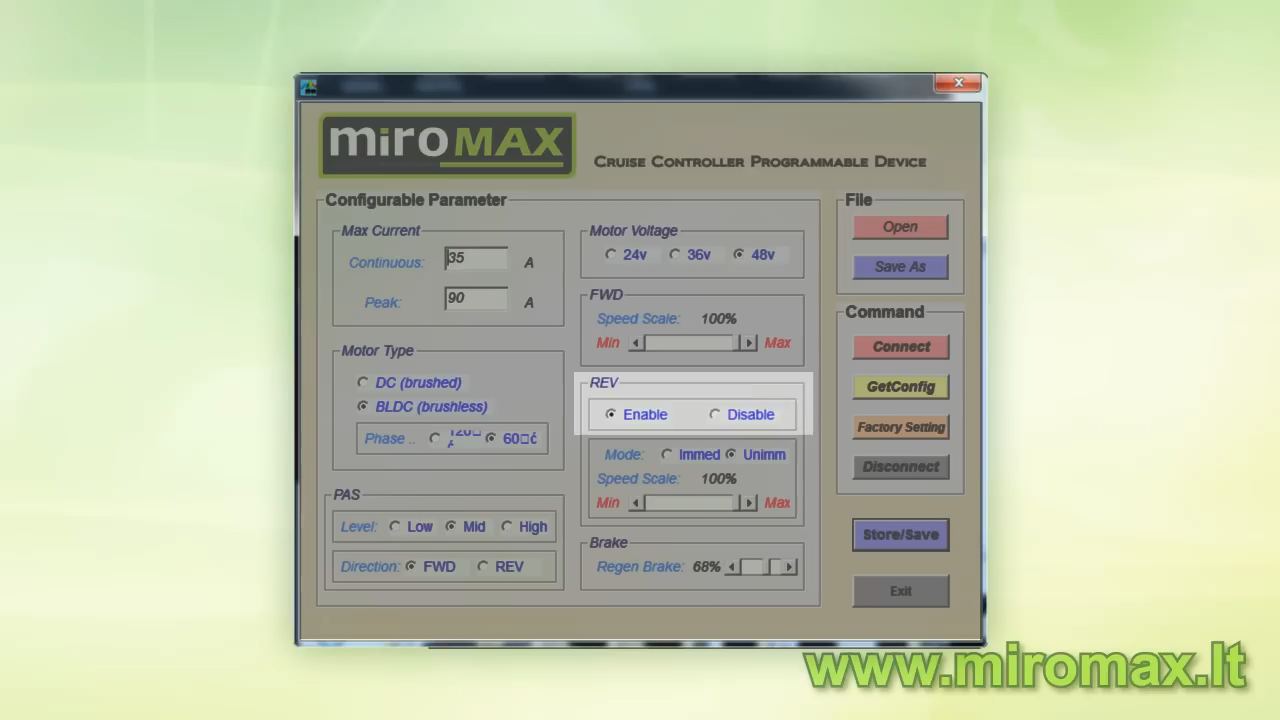 miroMAX
Cruise Controller Programmable Device
Configurable Parameter
Max Current
Continuous: 35 A
Peak: 90 A
Motor Type
DC (brushed)
BLDC (brushless)
Phase .. 60
PAS
Level: Low Mid High
Direction: FWD REV
Motor Voltage
24v 36v 48v
FWD
Speed Scale: 100%
Min Max
REV
Enable Disable
Mode: Immed Unimm
Speed Scale: 100%
Min Max
Brake
Regen Brake: 68%
File
Open
Save As
Command
Connect
GetConfig
Factory Setting
Disconnect
Store/Save
Exit
www.miromax.lt